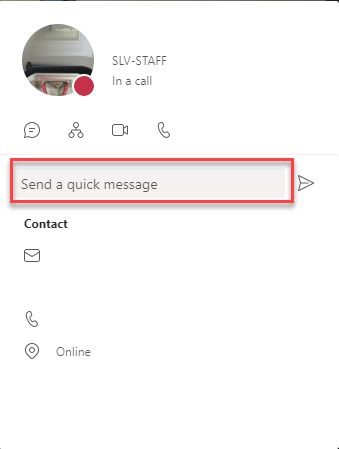 SLV-STAFF
In a call
Send a quick message
Contact
Online